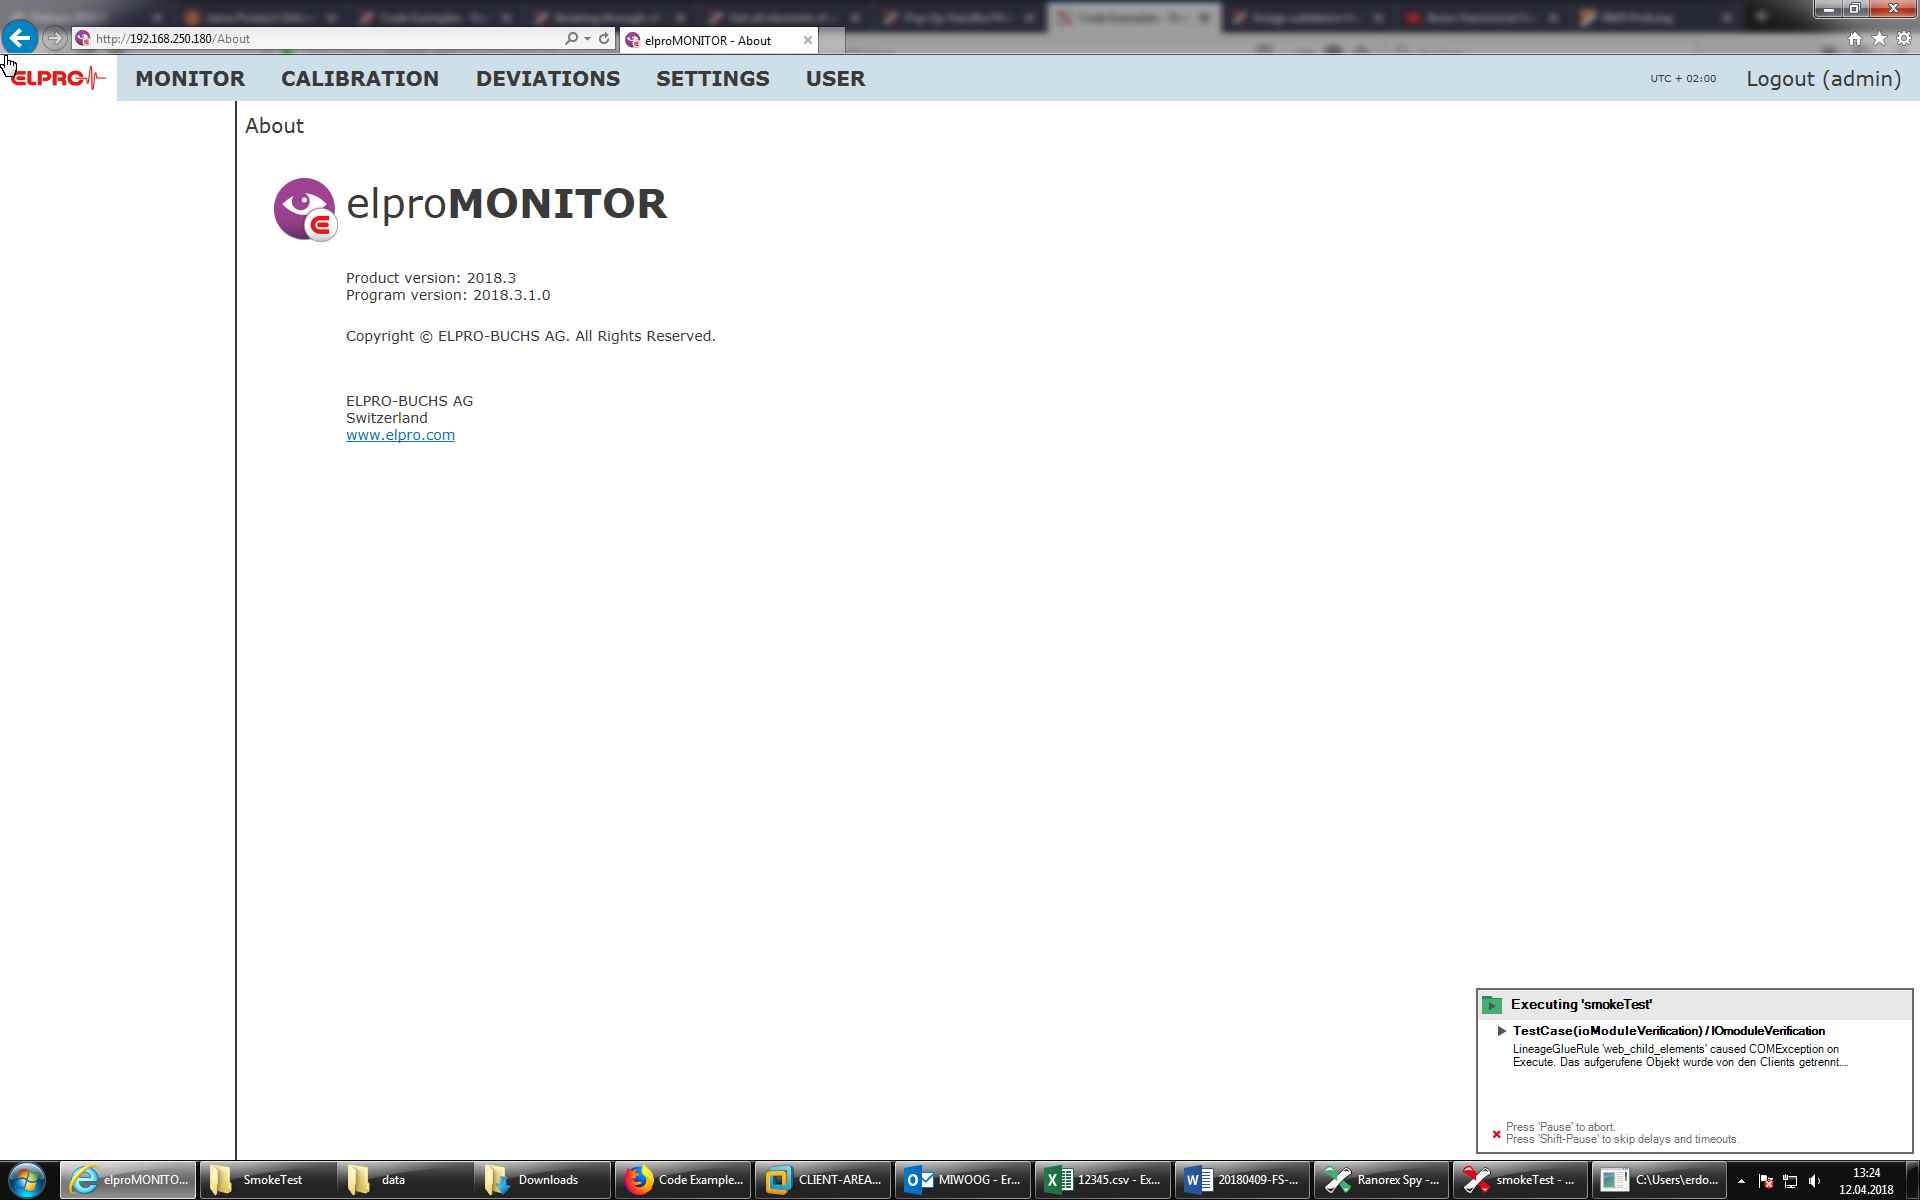 http://192.168.250.180/About
elproMONITOR - About
ELPRO
MONITOR
CALIBRATION
DEVIATIONS
SETTINGS
USER
UTC + 02:00
Logout (admin)
About
elproMONITOR
Product version: 2018.3
Program version: 2018.3.1.0
Copyright © ELPRO-BUCHS AG. All Rights Reserved.
ELPRO-BUCHS AG
Switzerland
www.elpro.com
Executing 'smokeTest'
TestCase(ioModuleVerification) / IOmoduleVerification
LineageGlueRule 'web_child_elements' caused COMException on
Execute. Das aufgerufene Objekt wurde von den Clients getrennt...
Press 'Pause' to abort.
Press 'Shift-Pause' to skip delays and timeouts.
elproMONITO...
SmokeTest
data
Downloads
Code Example...
CLIENT-AREA...
MIWOOG - Er...
12345.csv - Ex...
20180409-FS-...
Ranorex Spy -...
smokeTest - ...
C:\Users\erdo...
13:24
12.04.2018